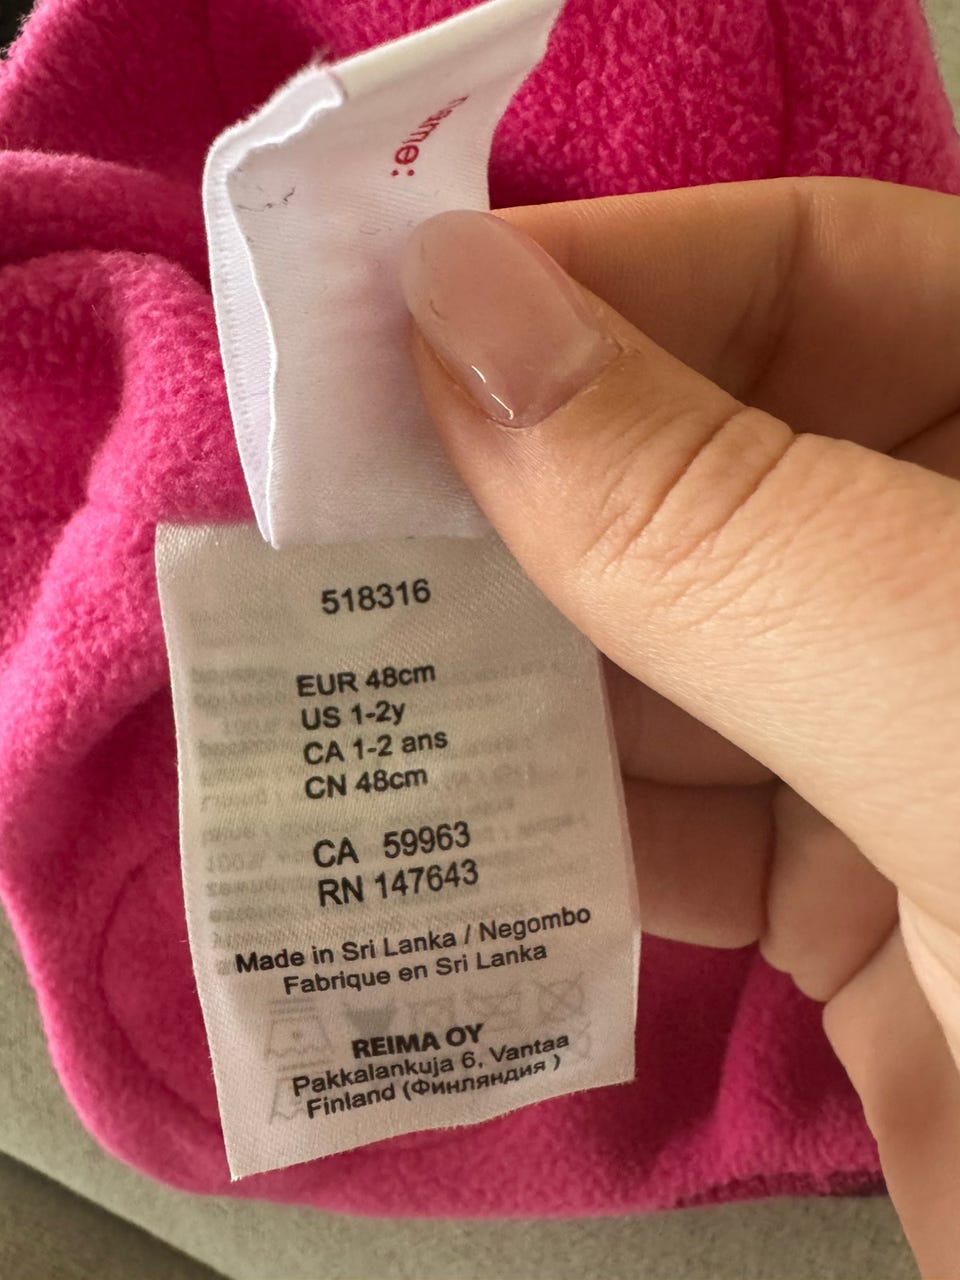 name:
518316
EUR 48cm
US 1-2y
CA 1-2 ans
CN 48cm
CA 59963
RN 147643
Made in Sri Lanka / Negombo
Fabrique en Sri Lanka
REIMA OY
Pakkalankuja 6, Vantaa
Finland (Финляндия )